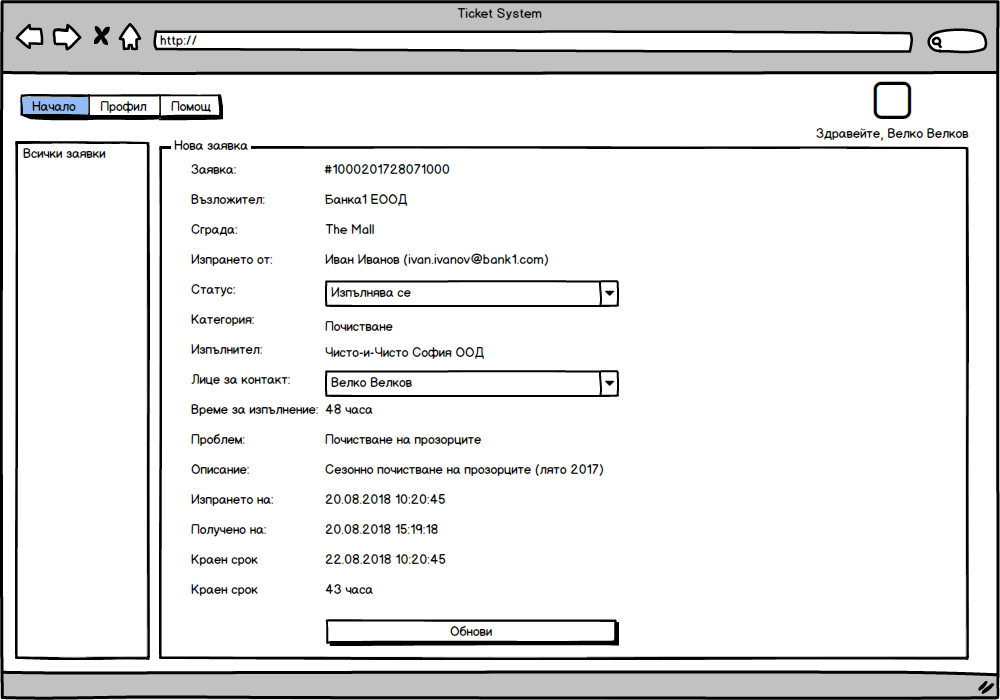 Ticket System
http://
Начало Профил Помощ
Здравейте, Велко Велков
Всички заявки
Нова заявка
Заявка: #1000201728071000
Възложител: Банка1 ЕООД
Сграда: The Mall
Изпрането от: Иван Иванов (ivan.ivanov@bank1.com)
Статус: Изпълнява се
Категория: Почистване
Изпълнител: Чисто-и-Чисто София ООД
Лице за контакт: Велко Велков
Време за изпълнение: 48 часа
Проблем: Почистване на прозорците
Описание: Сезонно почистване на прозорците (лято 2017)
Изпрането на: 20.08.2018 10:20:45
Получено на: 20.08.2018 15:19:18
Краен срок 22.08.2018 10:20:45
Краен срок 43 часа
Обнови